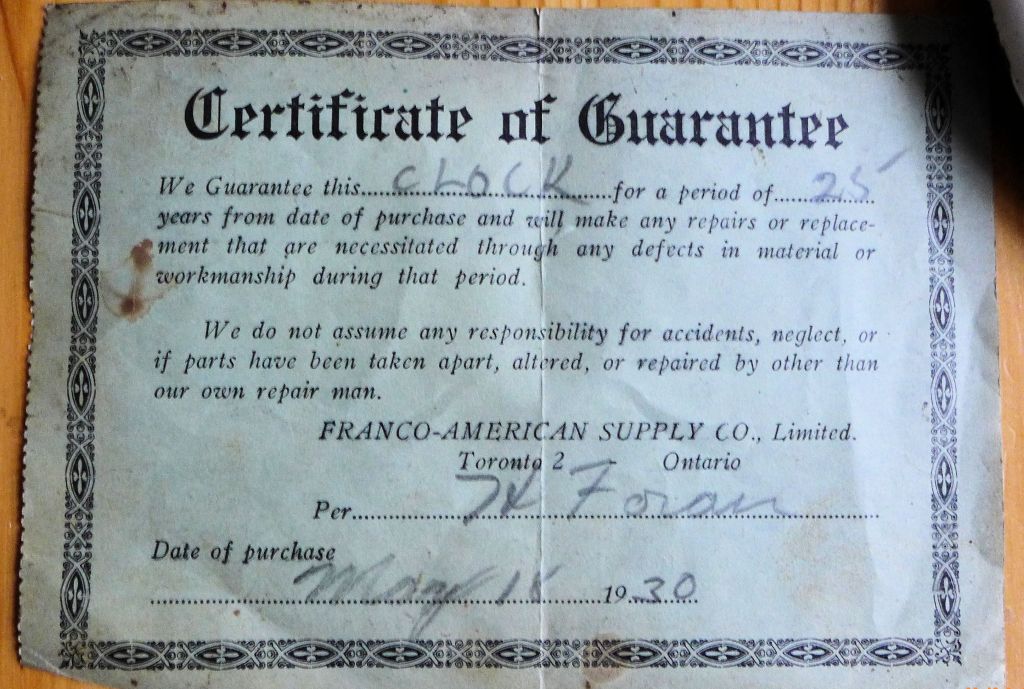 Certificate of Guarantee
We Guarantee this CLOCK for a period of 25
years from date of purchase and will make any repairs or replace-
ment that are necessitated through any defects in material or
workmanship during that period.
We do not assume any responsibility for accidents, neglect, or
if parts have been taken apart, altered, or repaired by other than
our own repair man.
FRANCO-AMERICAN SUPPLY CO., Limited.
Toronto 2 Ontario
Per H Foran
Date of purchase
May 1930